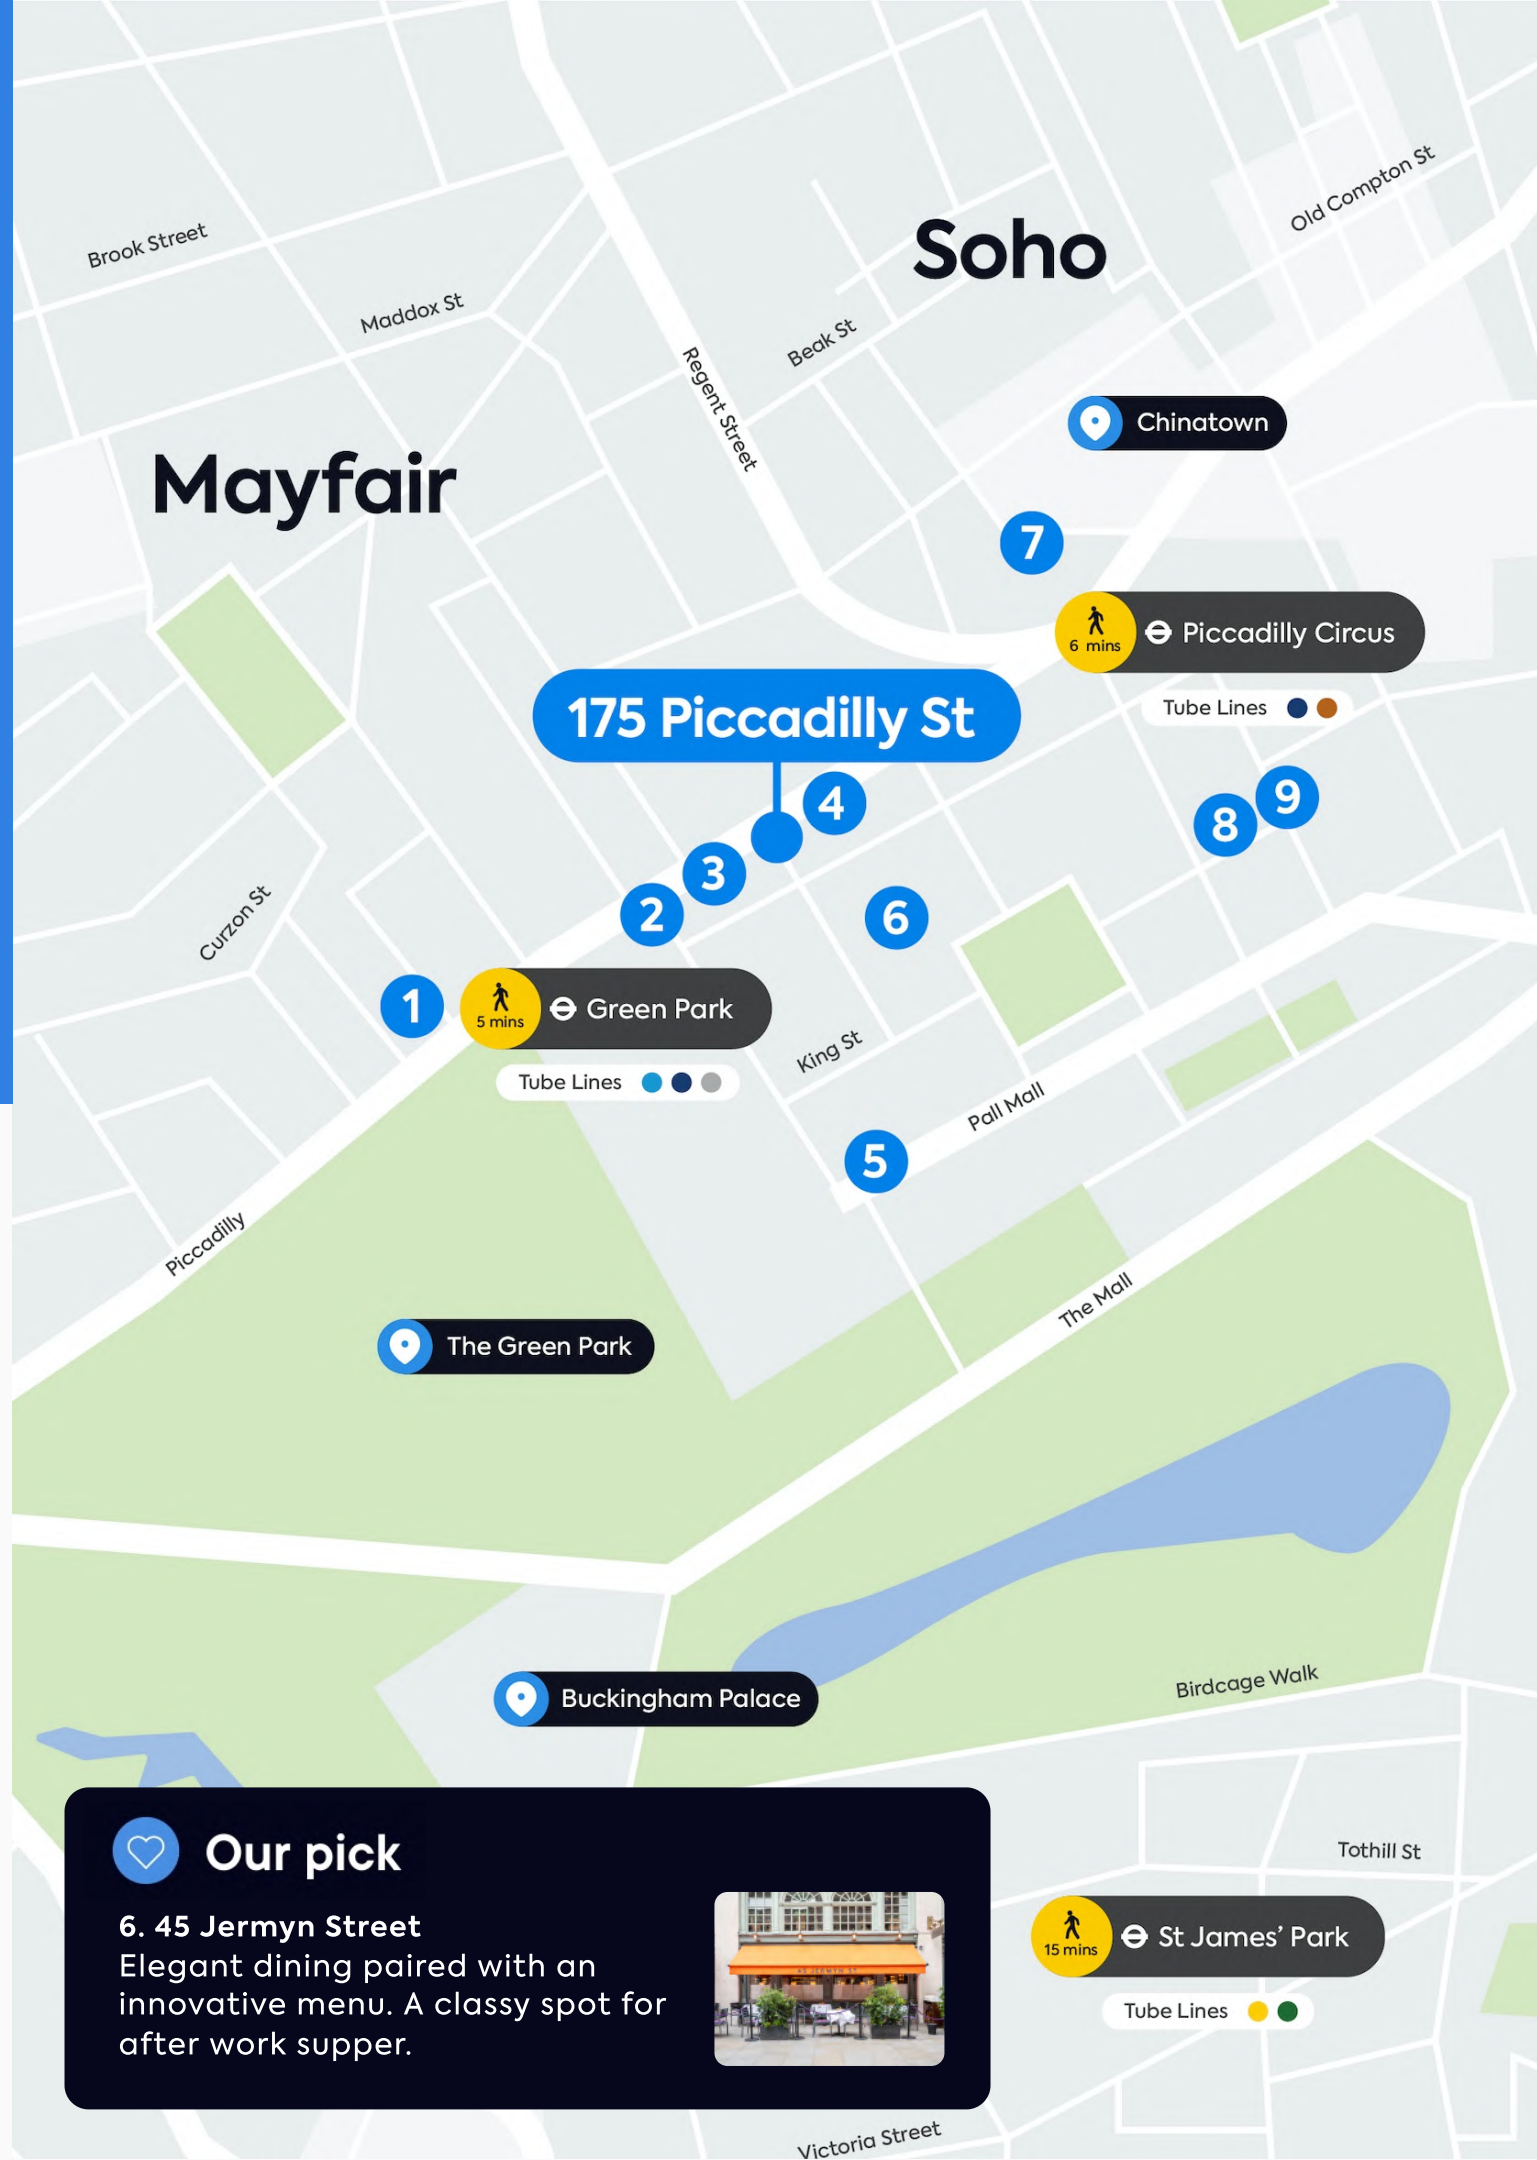 Old Compton St
Soho
Brook Street
Maddox St
Beak St
Regent Street
Chinatown
Mayfair
7
6 mins
Piccadilly Circus
175 Piccadilly St
Tube Lines
4
9
8
3
2
6
Curzon St
1
5 mins
Green Park
King St
Tube Lines
Pall Mall
5
Piccadilly
The Mall
The Green Park
Birdcage Walk
Buckingham Palace
Our pick
Tothill St
6. 45 Jermyn Street
Elegant dining paired with an
innovative menu. A classy spot for
after work supper.
45 JERMYN ST
15 mins
St James’ Park
Tube Lines
Victoria Street